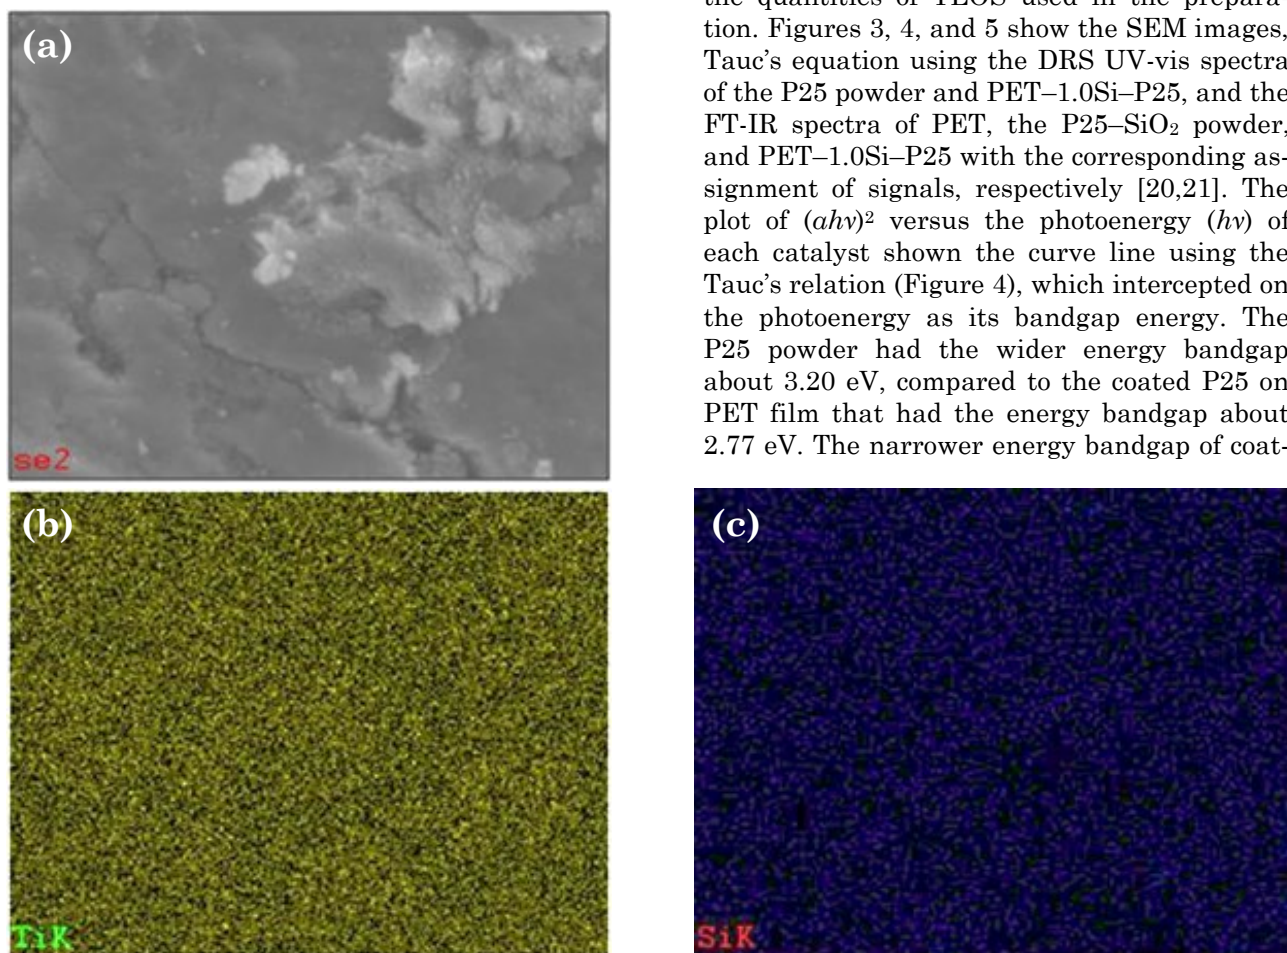 (a)
se2
the quantities of TEOS used in the prepara-
tion. Figures 3, 4, and 5 show the SEM images,
Tauc's equation using the DRS UV-vis spectra
of the P25 powder and PET–1.0Si–P25, and the
FT-IR spectra of PET, the P25–SiO₂ powder,
and PET–1.0Si–P25 with the corresponding as-
signment of signals, respectively [20,21]. The
plot of (ahv)² versus the photoenergy (hv) of
each catalyst shown the curve line using the
Tauc's relation (Figure 4), which intercepted on
the photoenergy as its bandgap energy. The
P25 powder had the wider energy bandgap
about 3.20 eV, compared to the coated P25 on
PET film that had the energy bandgap about
2.77 eV. The narrower energy bandgap of coat-
(b)
TiK
(c)
SiK